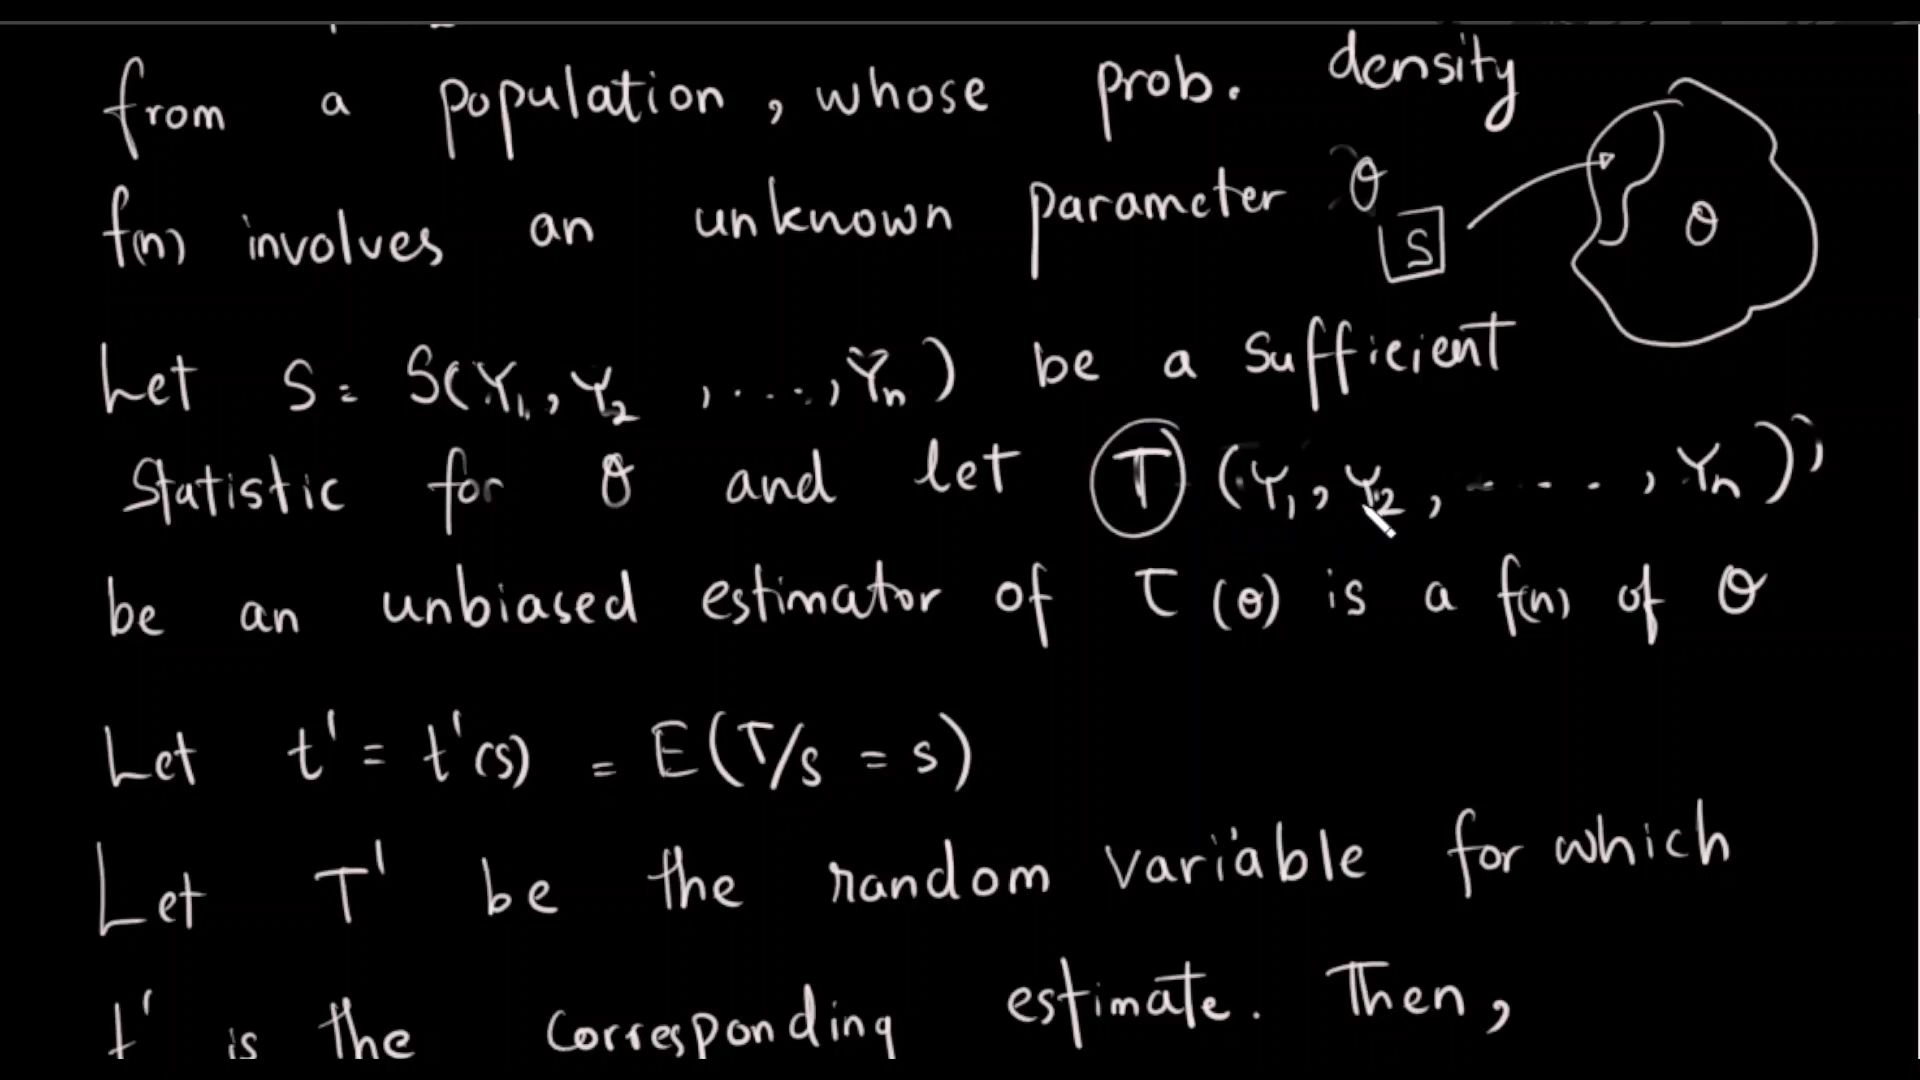 from a population, whose prob. density
f(n) involves an unknown parameter θ
S
θ
Let S = S(Y₁, Y₂, ...., Yₙ) be a sufficient
Statistic for θ and let T (Y₁, Y₂, ....., Yₙ))
be an unbiased estimator of τ(θ) is a f(n) of θ
Let t' = t'(s) = E(T/s = s)
Let T' be the random variable for which
t' is the corresponding estimate. Then,